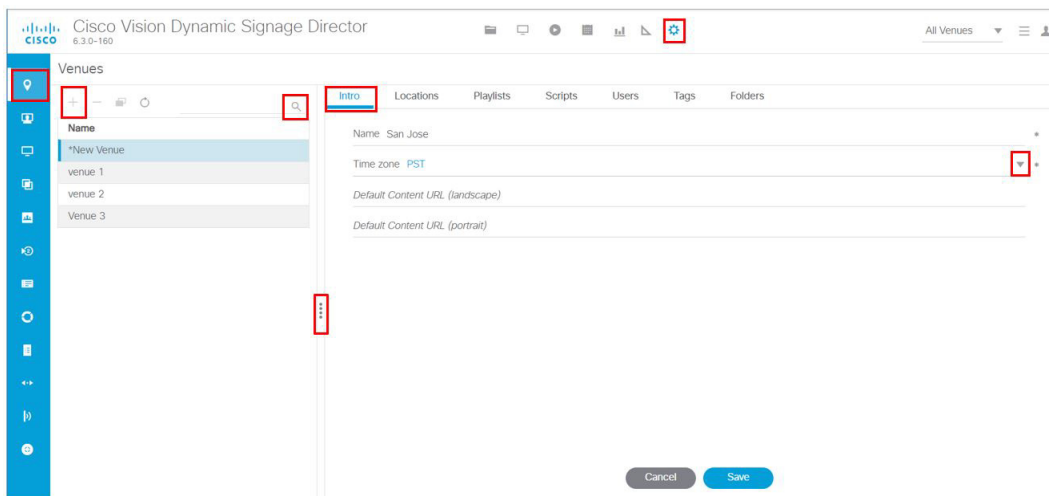 CISCO
Cisco Vision Dynamic Signage Director
6.3.0-160
All Venues
Venues
Intro Locations Playlists Scripts Users Tags Folders
Name
*New Venue
venue 1
venue 2
Venue 3
Name San Jose *
Time zone PST *
Default Content URL (landscape)
Default Content URL (portrait)
Cancel Save